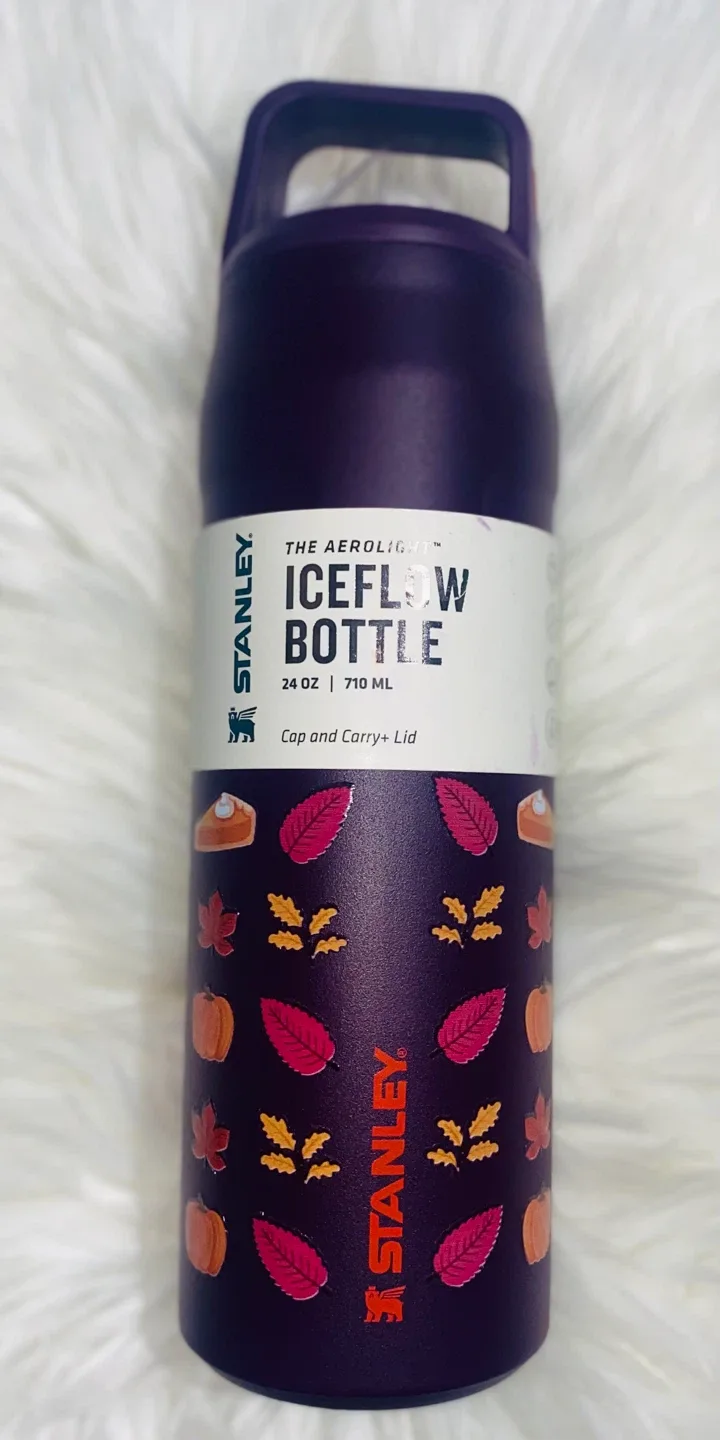 STANLEY®
THE AEROLIGHT™
ICEFLOW
BOTTLE
24 OZ | 710 ML
Cap and Carry+ Lid
STANLEY®